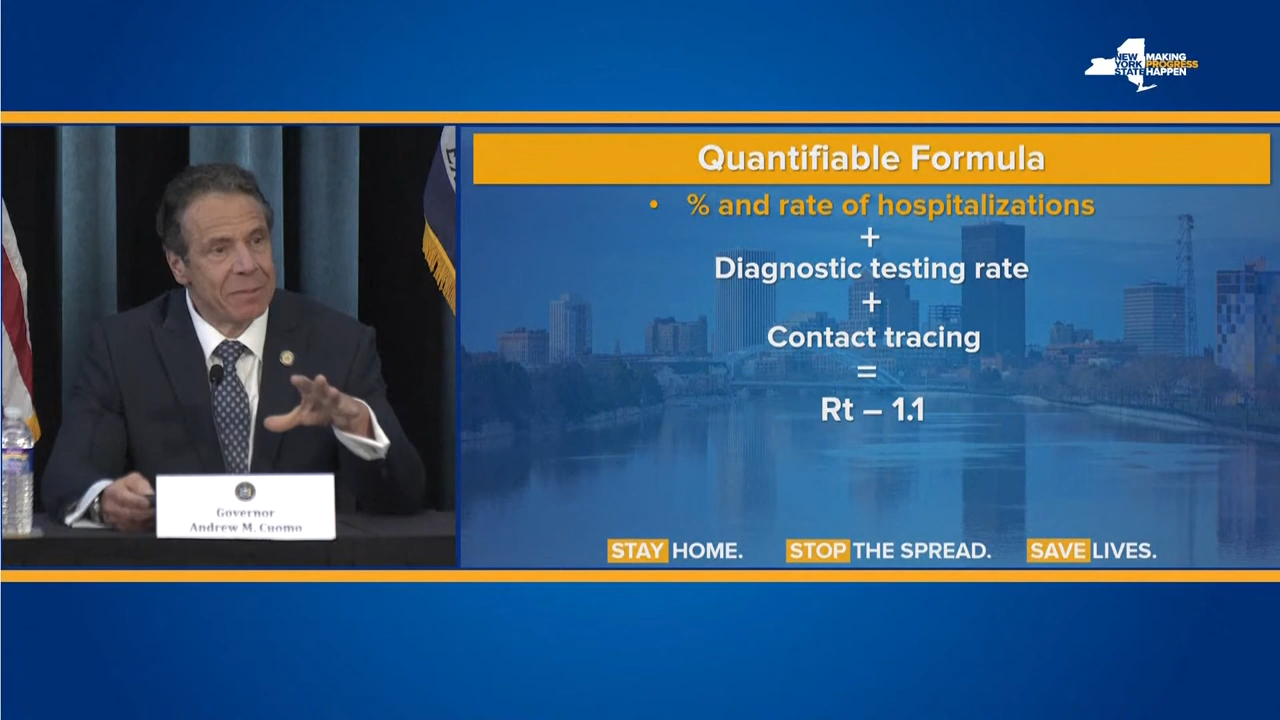 NEW
YORK
STATE
MAKING
PROGRESS
HAPPEN
Quantifiable Formula
• % and rate of hospitalizations
+
Diagnostic testing rate
+
Contact tracing
=
Rt – 1.1
Governor
Andrew M. Cuomo
STAY HOME. STOP THE SPREAD. SAVE LIVES.